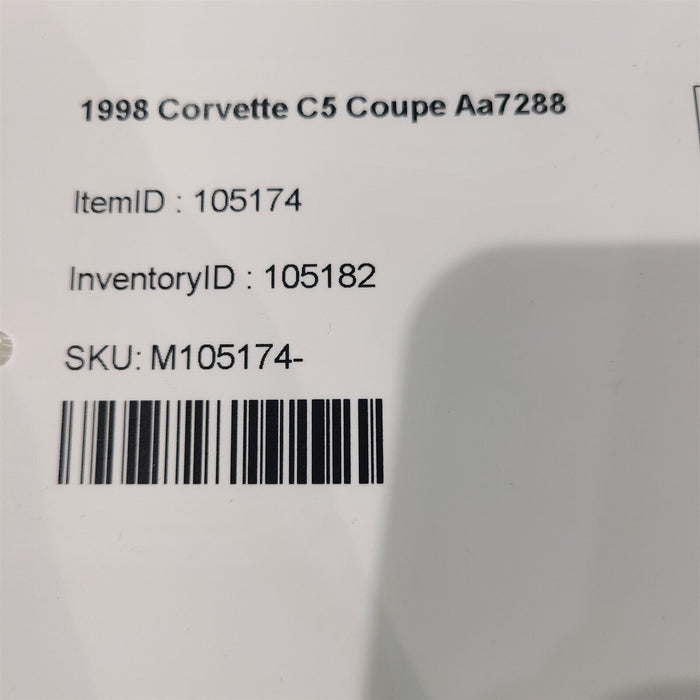 1998 Corvette C5 Coupe Aa7288
ItemID : 105174
InventoryID : 105182
SKU: M105174-